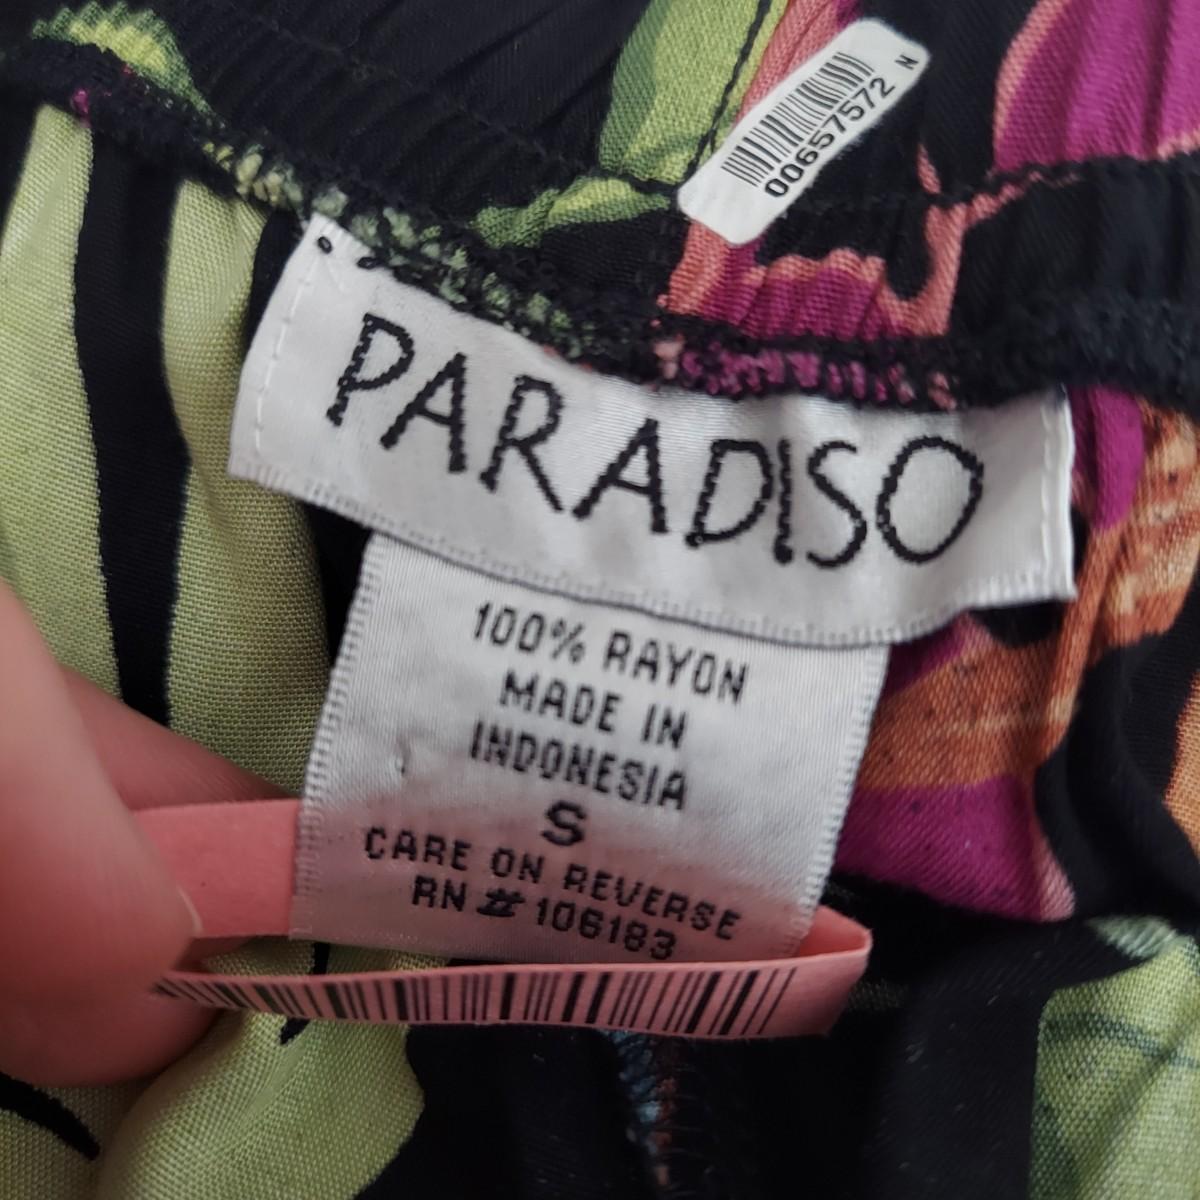 00657572 N
PARADISO
100% RAYON
MADE IN
INDONESIA
S
CARE ON REVERSE
RN # 106183